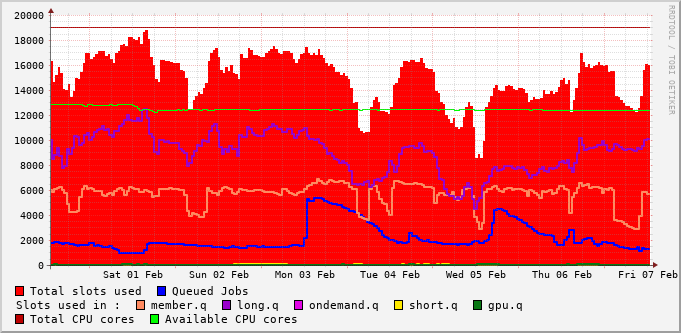 20000
18000
16000
14000
12000
10000
8000
6000
4000
2000
0
Sat 01 Feb Sun 02 Feb Mon 03 Feb Tue 04 Feb Wed 05 Feb Thu 06 Feb Fri 07 Feb
RRDTOOL / TOBI OETIKER
Total slots used Queued Jobs
Slots used in : member.q long.q ondemand.q short.q gpu.q
Total CPU cores Available CPU cores